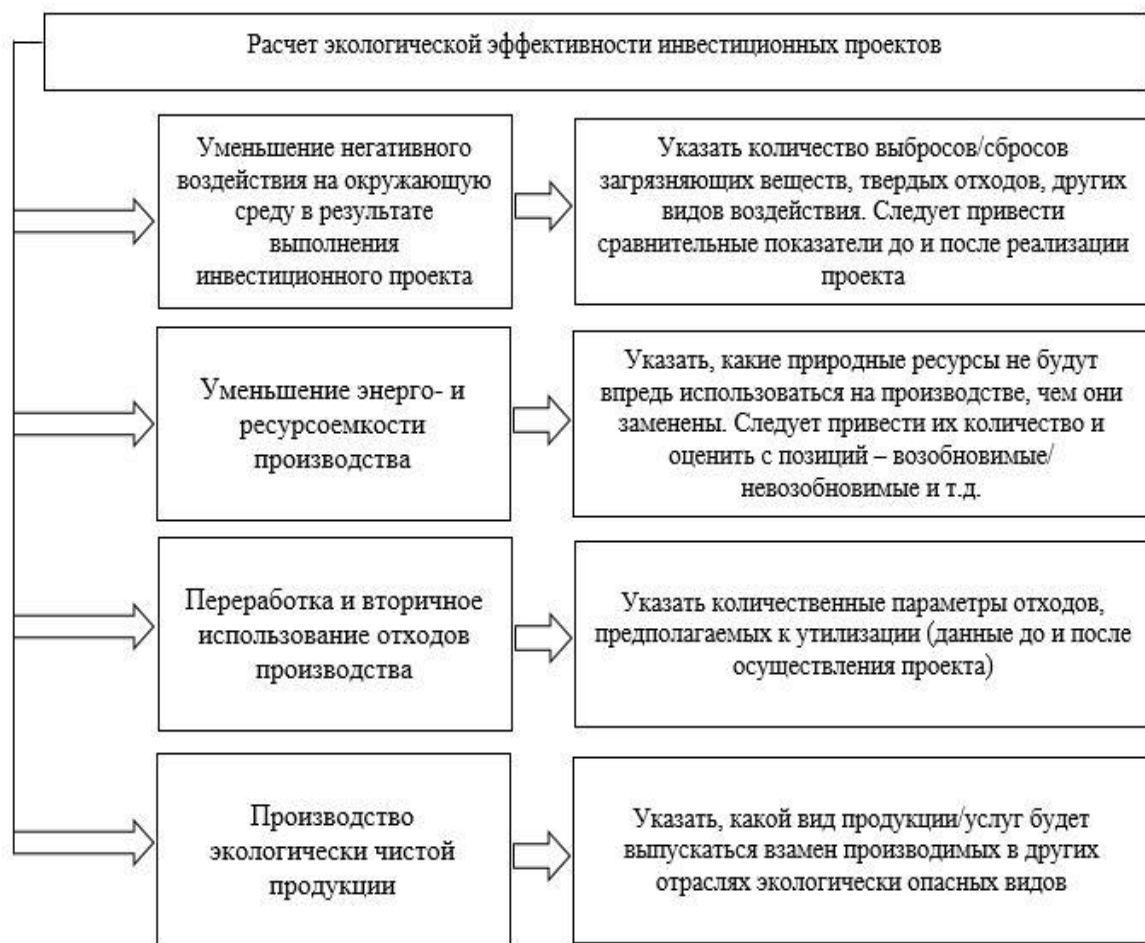 Расчет экологической эффективности инвестиционных проектов
Уменьшение негативного
воздействия на окружающую
среду в результате
выполнения
инвестиционного проекта
Указать количество выбросов/сбросов
загрязняющих веществ, твердых отходов, других
видов воздействия. Следует привести
сравнительные показатели до и после реализации
проекта
Уменьшение энерго- и
ресурсоемкости
производства
Указать, какие природные ресурсы не будут
впредь использоваться на производстве, чем они
заменены. Следует привести их количество и
оценить с позиций – возобновимые/
невозобновимые и т.д.
Переработка и вторичное
использование отходов
производства
Указать количественные параметры отходов,
предполагаемых к утилизации (данные до и после
осуществления проекта)
Производство
экологически чистой
продукции
Указать, какой вид продукции/услуг будет
выпускаться взамен производимых в других
отраслях экологически опасных видов